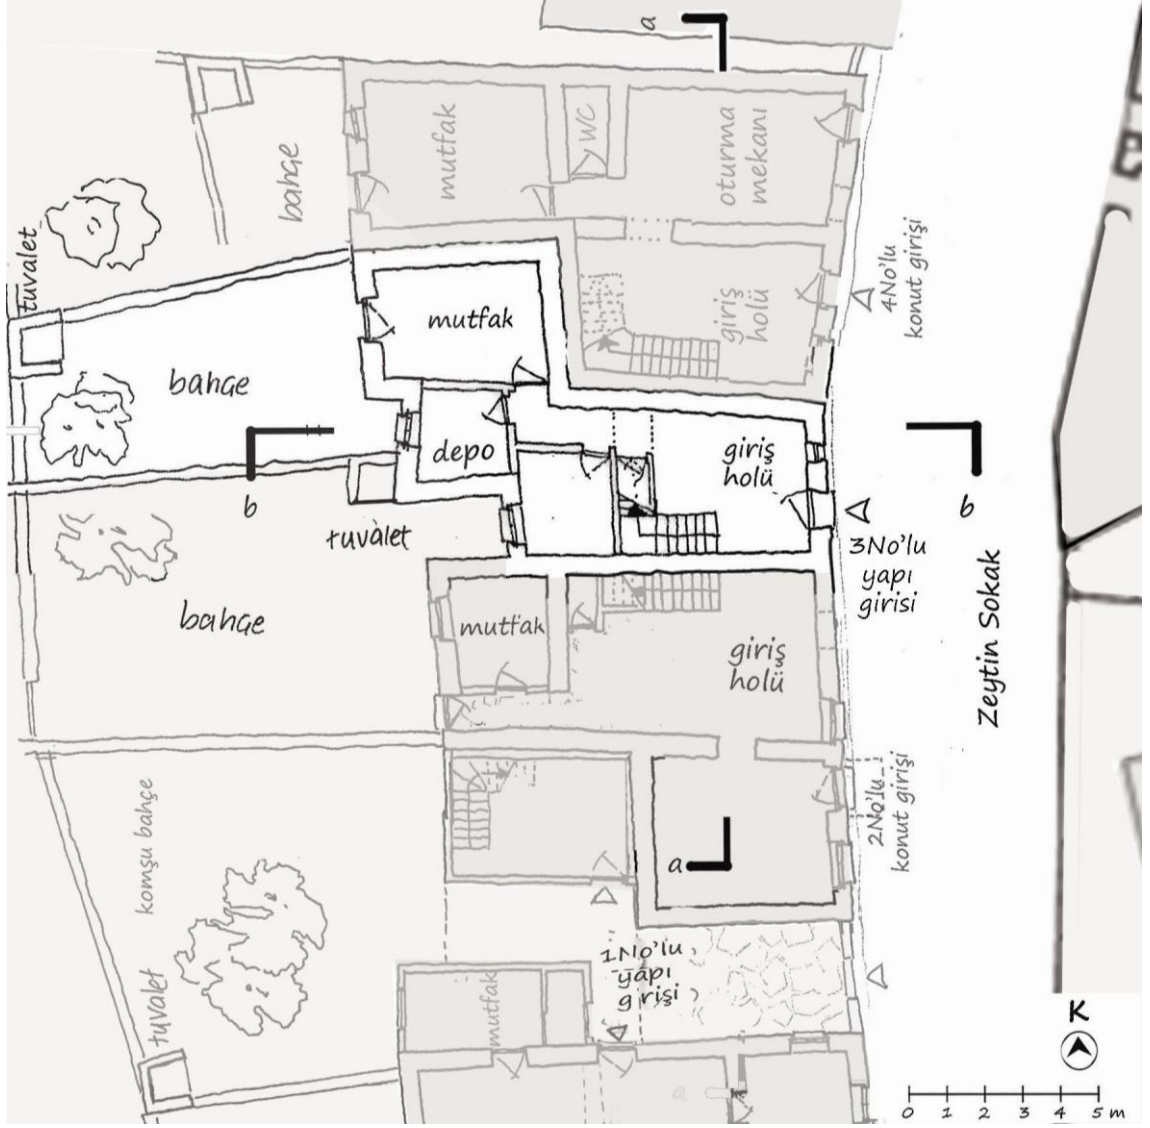 a
mutfak
WC
oturma
mekanı
bahçe
tuvalet
4No'lu
konut girişi
giriş
holü
mutfak
bahçe
depo
giriş
holü
b
b
3No'lu
yapı
girisi
tuvalet
Zeytin Sokak
bahçe
mutfak
giriş
holü
2No'lu
konut girişi
komşu bahçe
a
1No'lu
yapı
girişi
mutfak
tuvalet
a
K
0 1 2 3 4 5 m